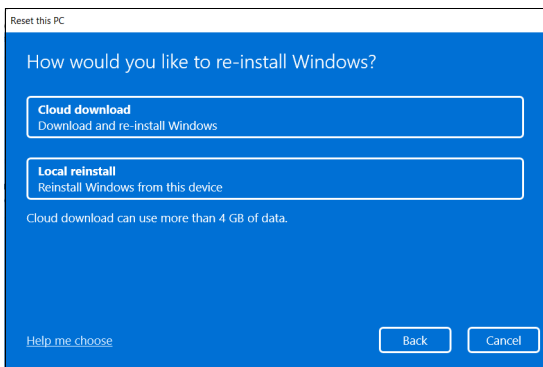 Reset this PC
How would you like to re-install Windows?
Cloud download
Download and re-install Windows
Local reinstall
Reinstall Windows from this device
Cloud download can use more than 4 GB of data.
Help me choose
Back
Cancel